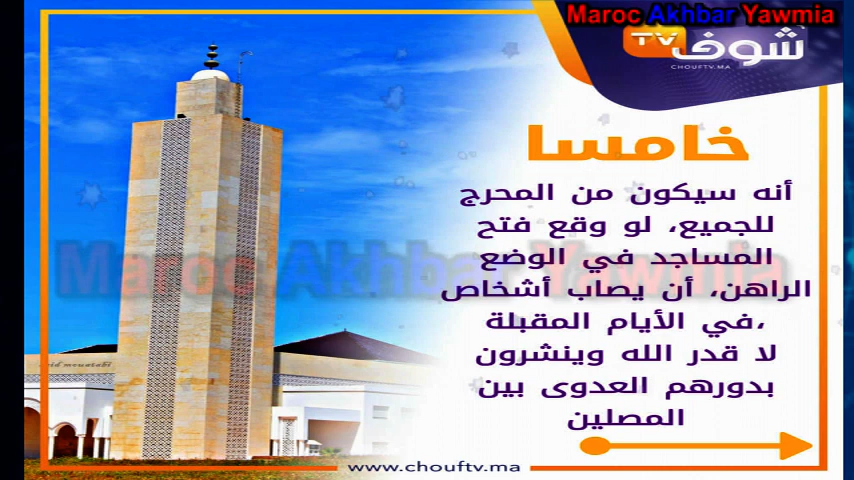 Maroc Akhbar Yawmia
شوف
TV
CHOUFTV.MA
خامسا
أنه سيكون من المحرج
للجميع، لو وقع فتح
المساجد في الوضع
الراهن، أن يصاب أشخاص
،في الأيام المقبلة
لا قدر الله وينشرون
بدورهم العدوى بين
المصلين
Maroc Akhbar Yawmia
www.chouftv.ma